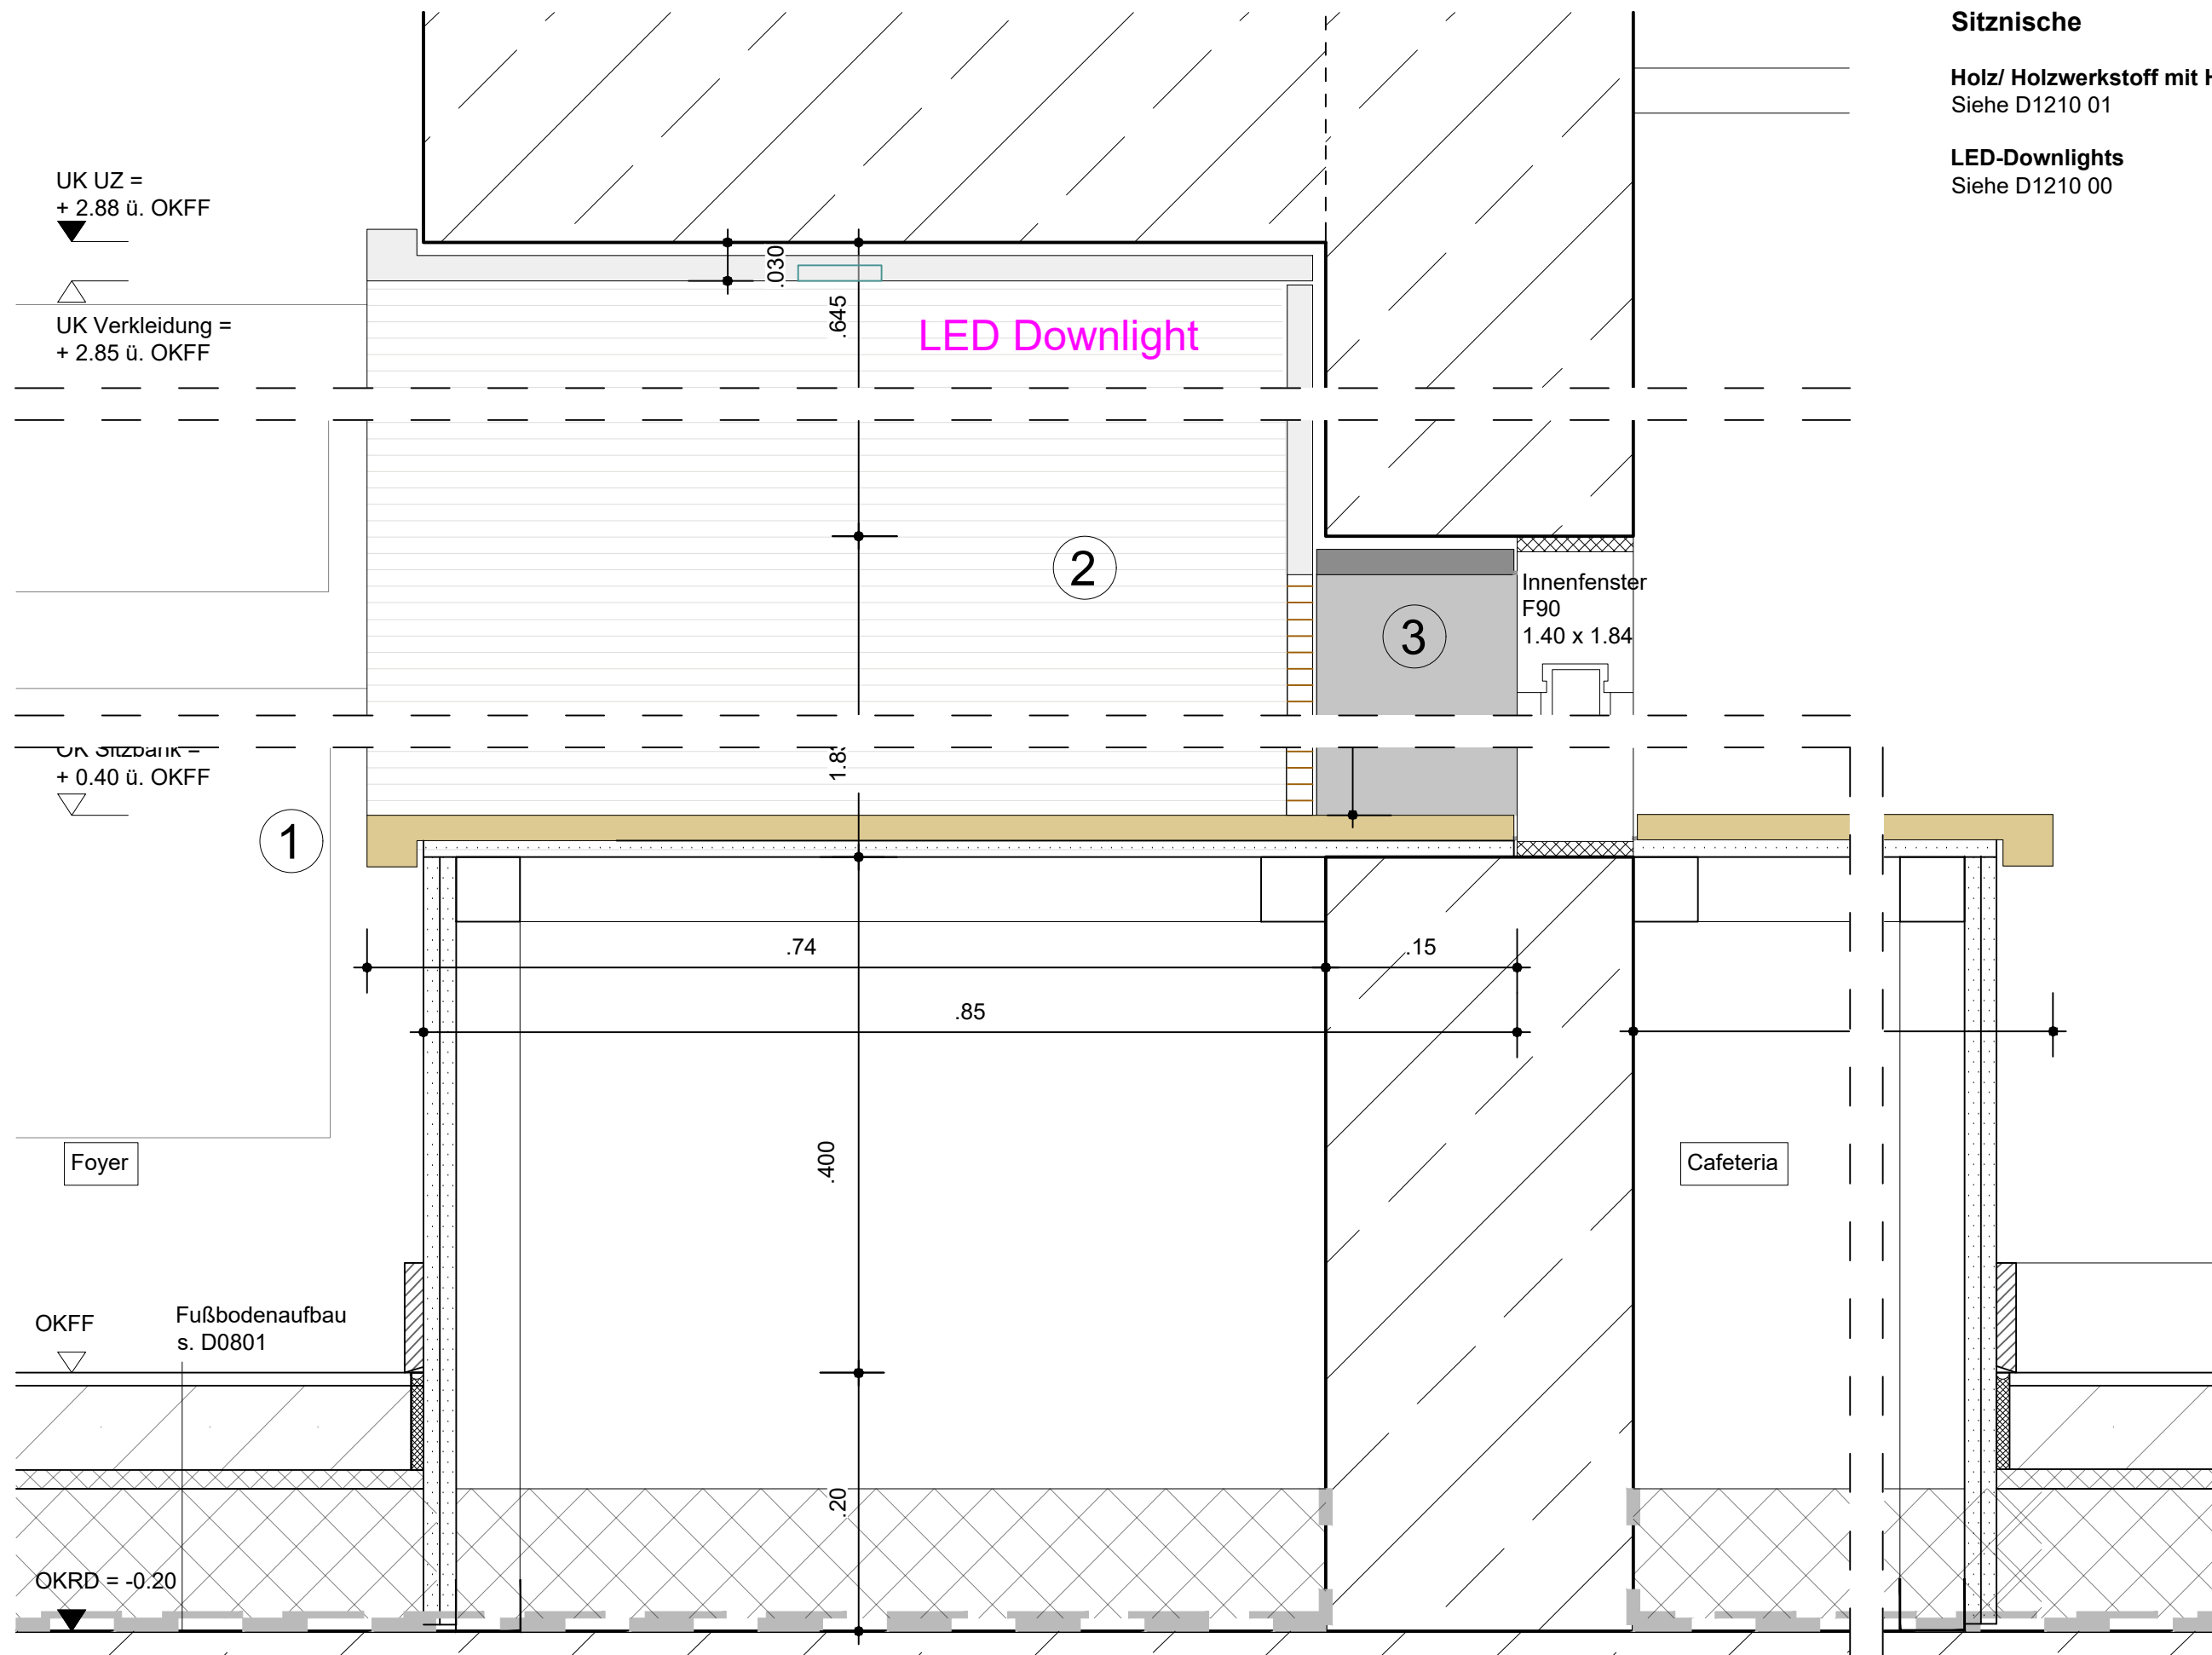 Sitznische
Holz/ Holzwerkstoff mit
Siehe D1210 01
LED-Downlights
Siehe D1210 00
UK UZ =
+ 2.88 ü. OKFF
UK Verkleidung =
+ 2.85 ü. OKFF
.030
.645
LED Downlight
2
Innenfenster
F90
1.40 x 1.84
3
OK Sitzbank =
+ 0.40 ü. OKFF
1
.74
.15
.85
.400
Foyer
Cafeteria
OKFF
Fußbodenaufbau
s. D0801
.20
OKRD = -0.20